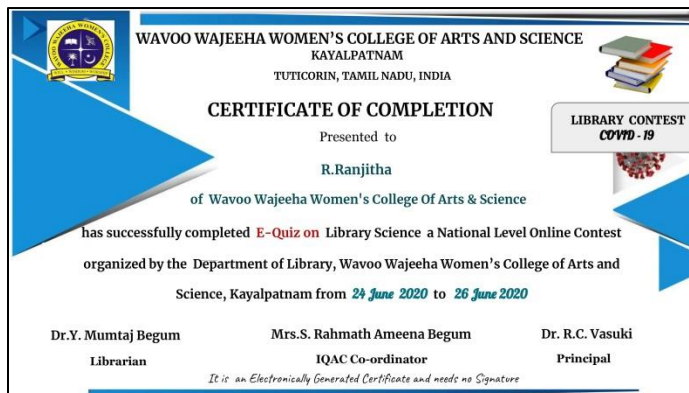 WAVOO WAJEEHA WOMEN'S COLLEGE OF ARTS AND SCIENCE
KAYALPATNAM
TUTICORIN, TAMIL NADU, INDIA
CERTIFICATE OF COMPLETION
LIBRARY CONTEST
COVID - 19
Presented to
R.Ranjitha
of Wavoo Wajeeha Women's College Of Arts & Science
has successfully completed E-Quiz on Library Science a National Level Online Contest
organized by the Department of Library, Wavoo Wajeeha Women's College of Arts and
Science, Kayalpatnam from 24 June 2020 to 26 June 2020
Dr.Y. Mumtaj Begum Mrs.S. Rahmath Ameena Begum Dr. R.C. Vasuki
Librarian IQAC Co-ordinator Principal
It is an Electronically Generated Certificate and needs no Signature